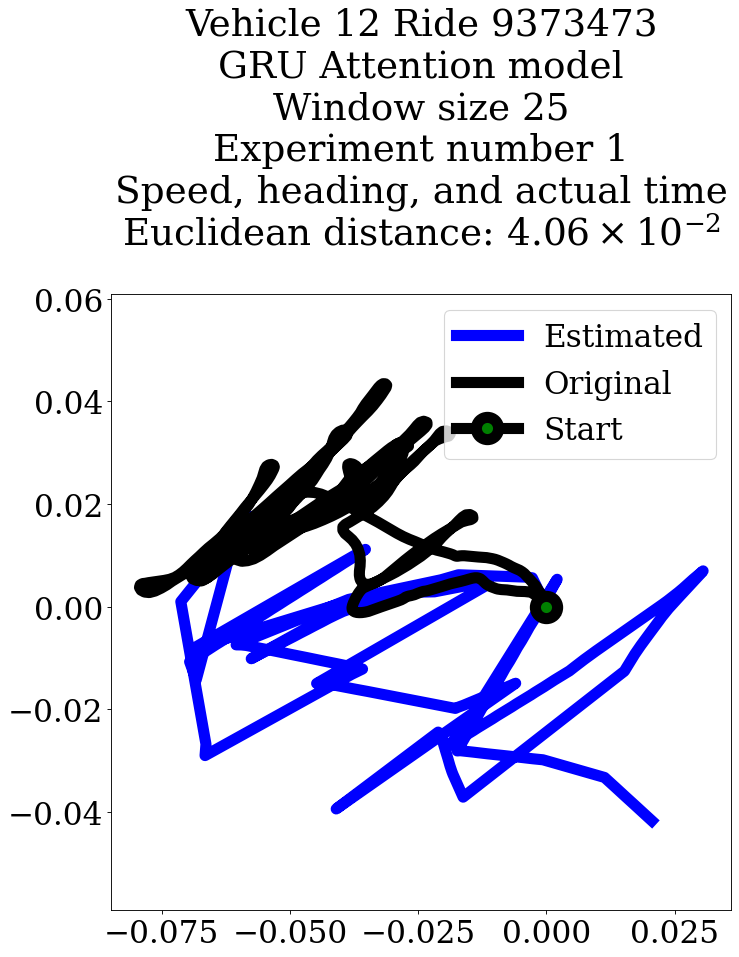 Vehicle 12 Ride 9373473
GRU Attention model
Window size 25
Experiment number 1
Speed, heading, and actual time
Euclidean distance: 4.06 × 10⁻²
0.06
0.04
0.02
0.00
−0.02
−0.04
Estimated
Original
Start
−0.075 −0.050 −0.025 0.000 0.025